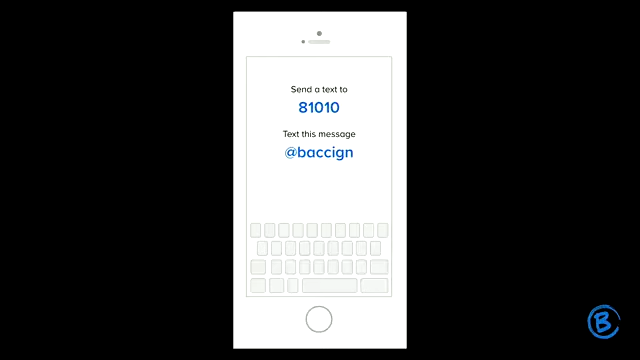 Send a text to
81010
Text this message
@baccign
B